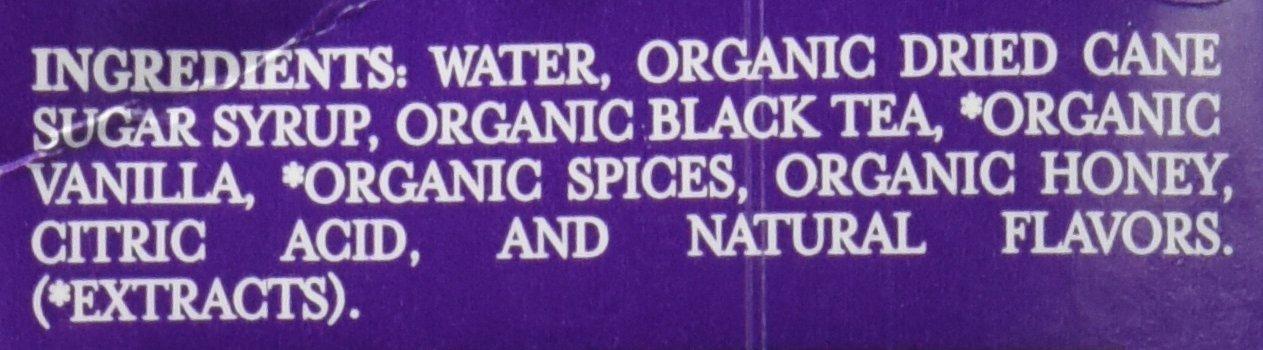 INGREDIENTS: WATER, ORGANIC DRIED CANE
SUGAR SYRUP, ORGANIC BLACK TEA, *ORGANIC
VANILLA, *ORGANIC SPICES, ORGANIC HONEY,
CITRIC ACID, AND NATURAL FLAVORS.
(*EXTRACTS).